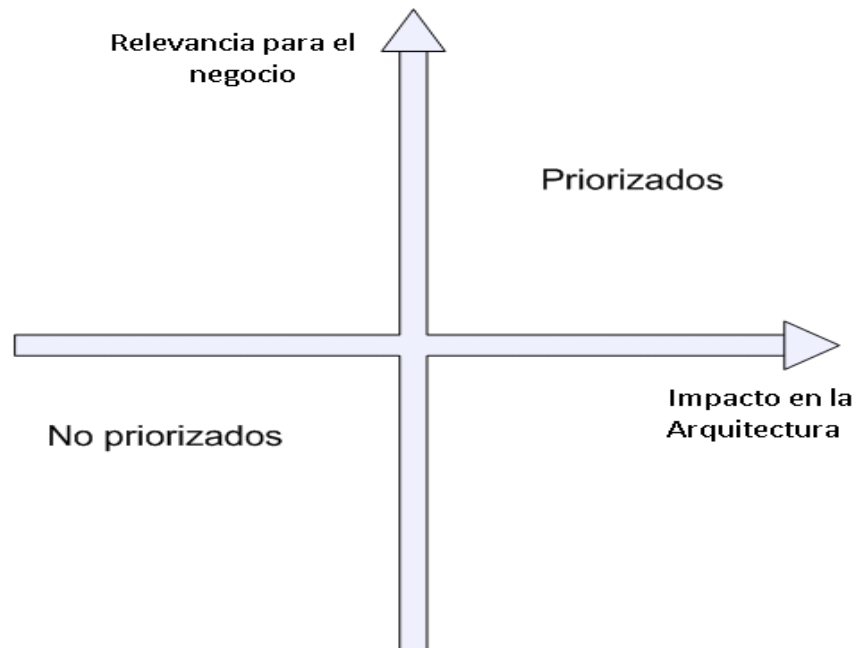 Relevancia para el
negocio
Priorizados
Impacto en la
Arquitectura
No priorizados